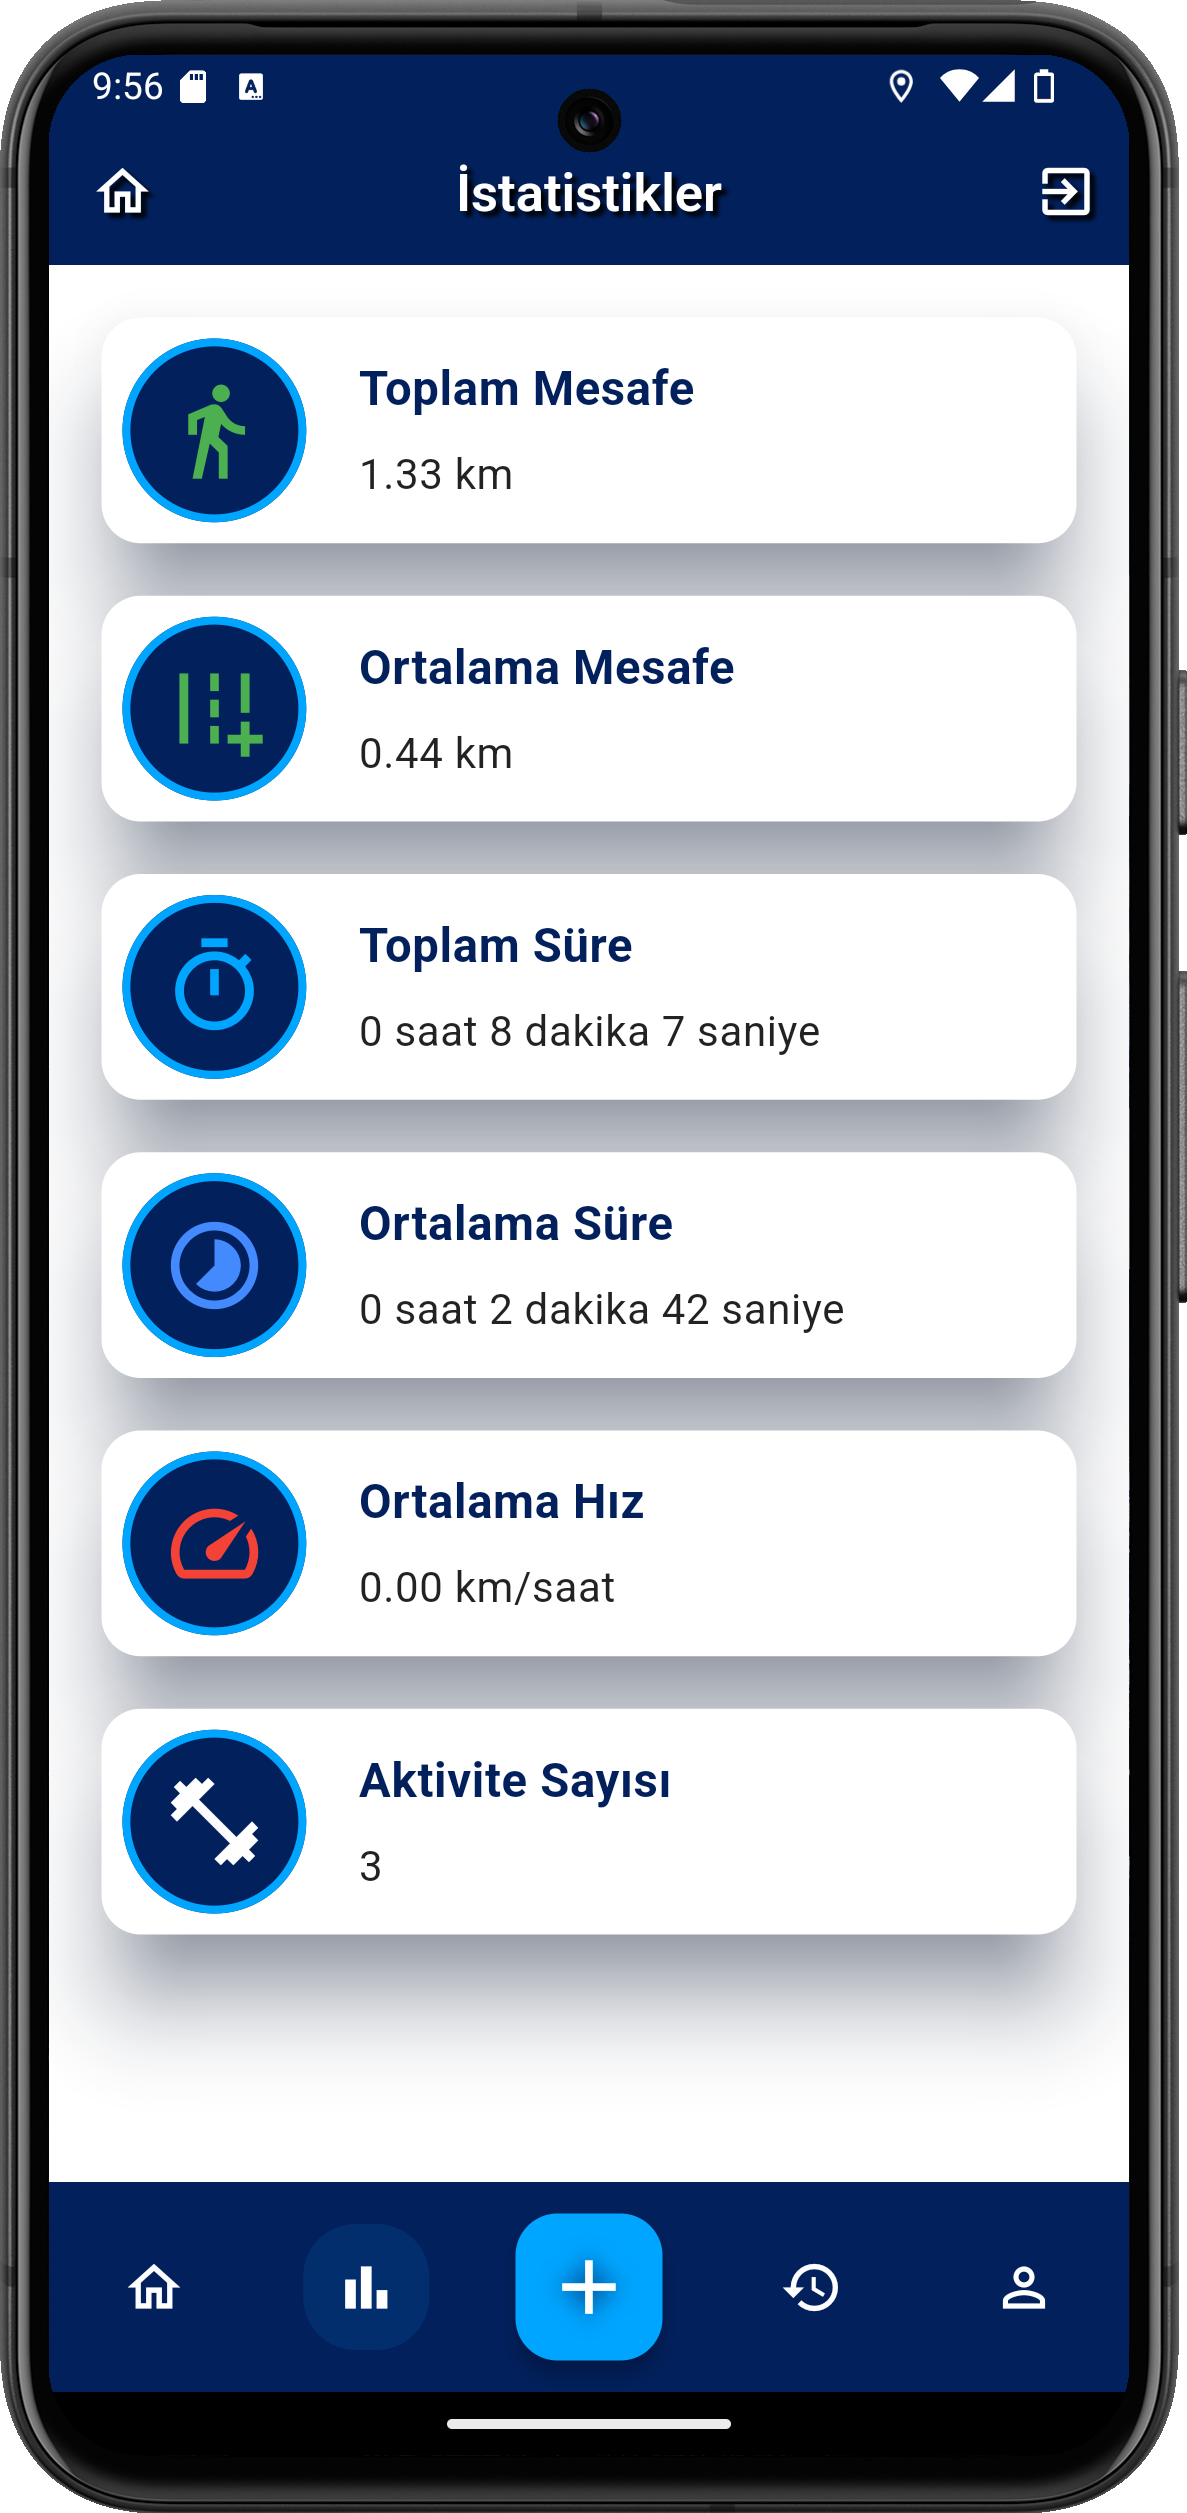 9:56
İstatistikler
Toplam Mesafe
1.33 km
Ortalama Mesafe
0.44 km
Toplam Süre
0 saat 8 dakika 7 saniye
Ortalama Süre
0 saat 2 dakika 42 saniye
Ortalama Hız
0.00 km/saat
Aktivite Sayısı
3